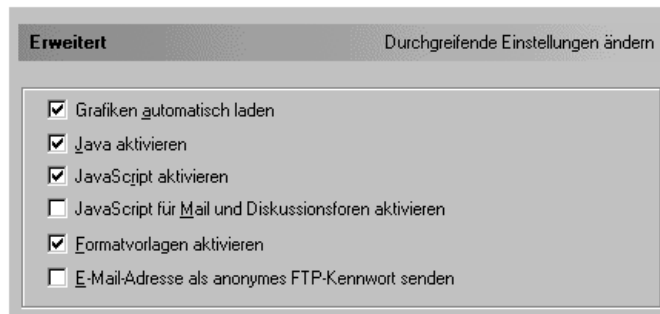 Erweitert Durchgreifende Einstellungen ändern
Grafiken automatisch laden
Java aktivieren
JavaScript aktivieren
JavaScript für Mail und Diskussionsforen aktivieren
Formatvorlagen aktivieren
E-Mail-Adresse als anonymes FTP-Kennwort senden